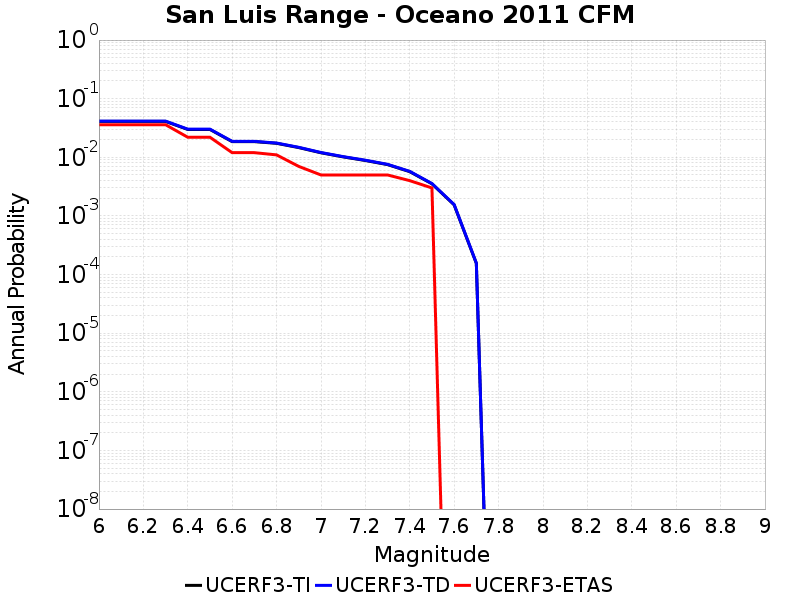 San Luis Range - Oceano 2011 CFM
10^0
10^-1
10^-2
10^-3
10^-4
10^-5
10^-6
10^-7
10^-8
Annual Probability
6 6.2 6.4 6.6 6.8 7 7.2 7.4 7.6 7.8 8 8.2 8.4 8.6 8.8 9
Magnitude
UCERF3-TI UCERF3-TD UCERF3-ETAS